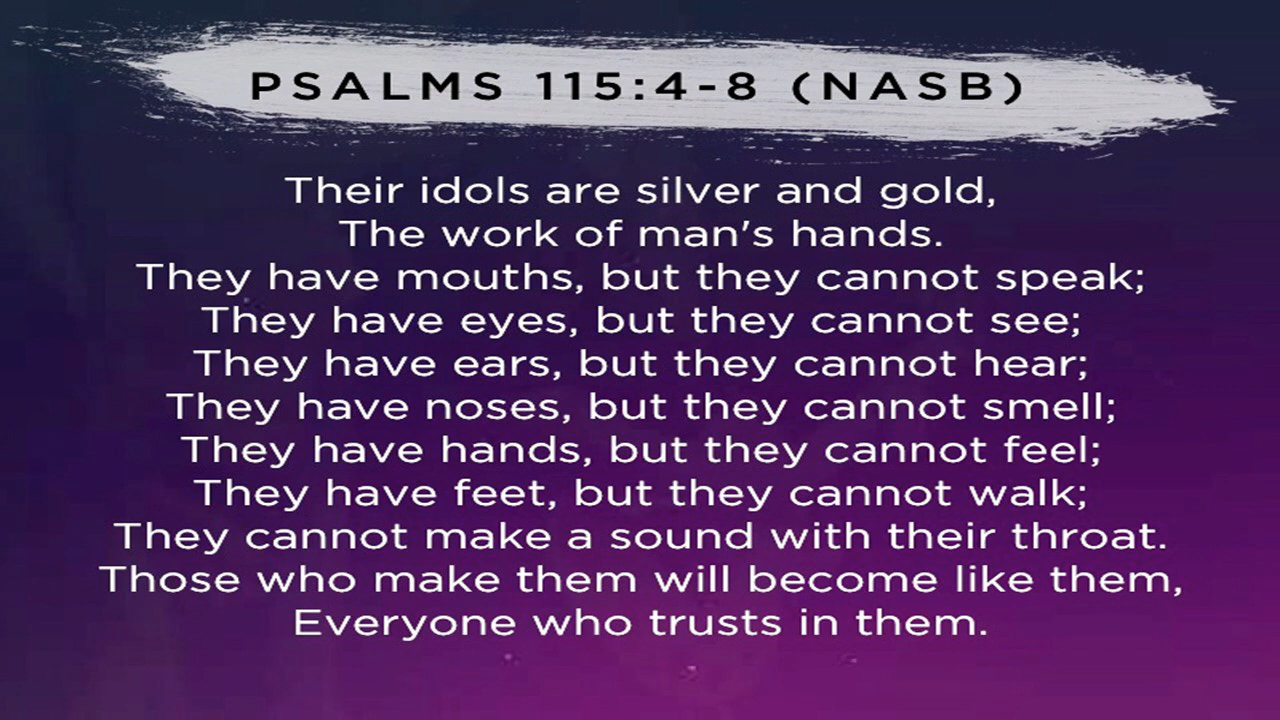 PSALMS 115:4-8 (NASB)
Their idols are silver and gold,
The work of man's hands.
They have mouths, but they cannot speak;
They have eyes, but they cannot see;
They have ears, but they cannot hear;
They have noses, but they cannot smell;
They have hands, but they cannot feel;
They have feet, but they cannot walk;
They cannot make a sound with their throat.
Those who make them will become like them,
Everyone who trusts in them.